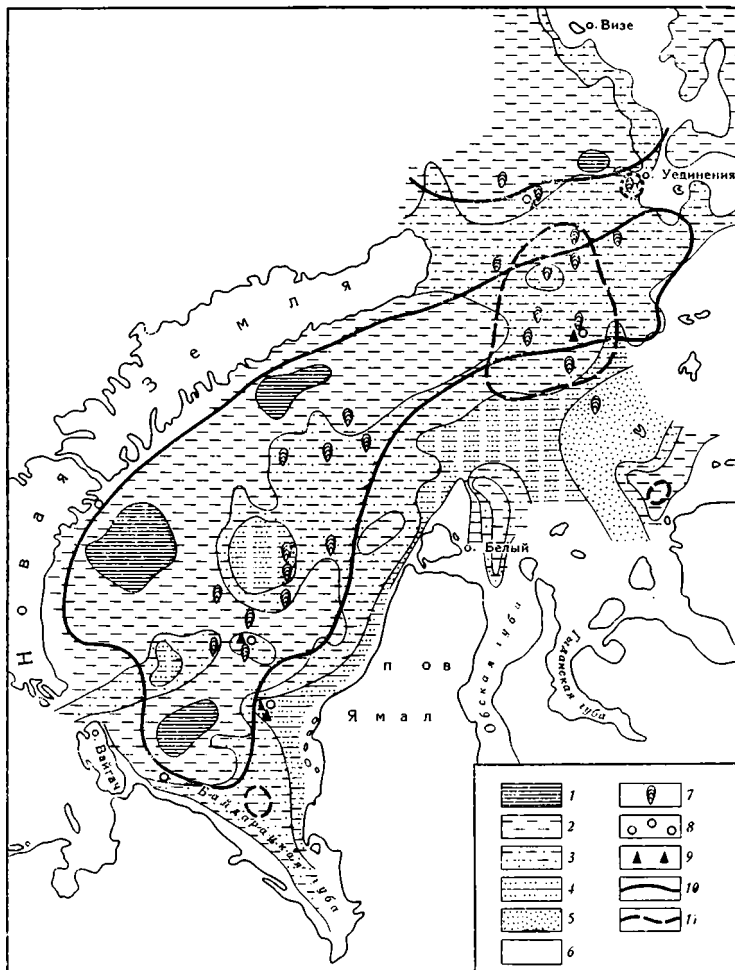 о. Визе
о. Уединения
Новая Земля
о. Белый
пов
Ямал
Обская губа
Гыданская губа
о. Вайгач
Байдарацкая губа
1
2
3
4
5
6
7
8
9
10
11